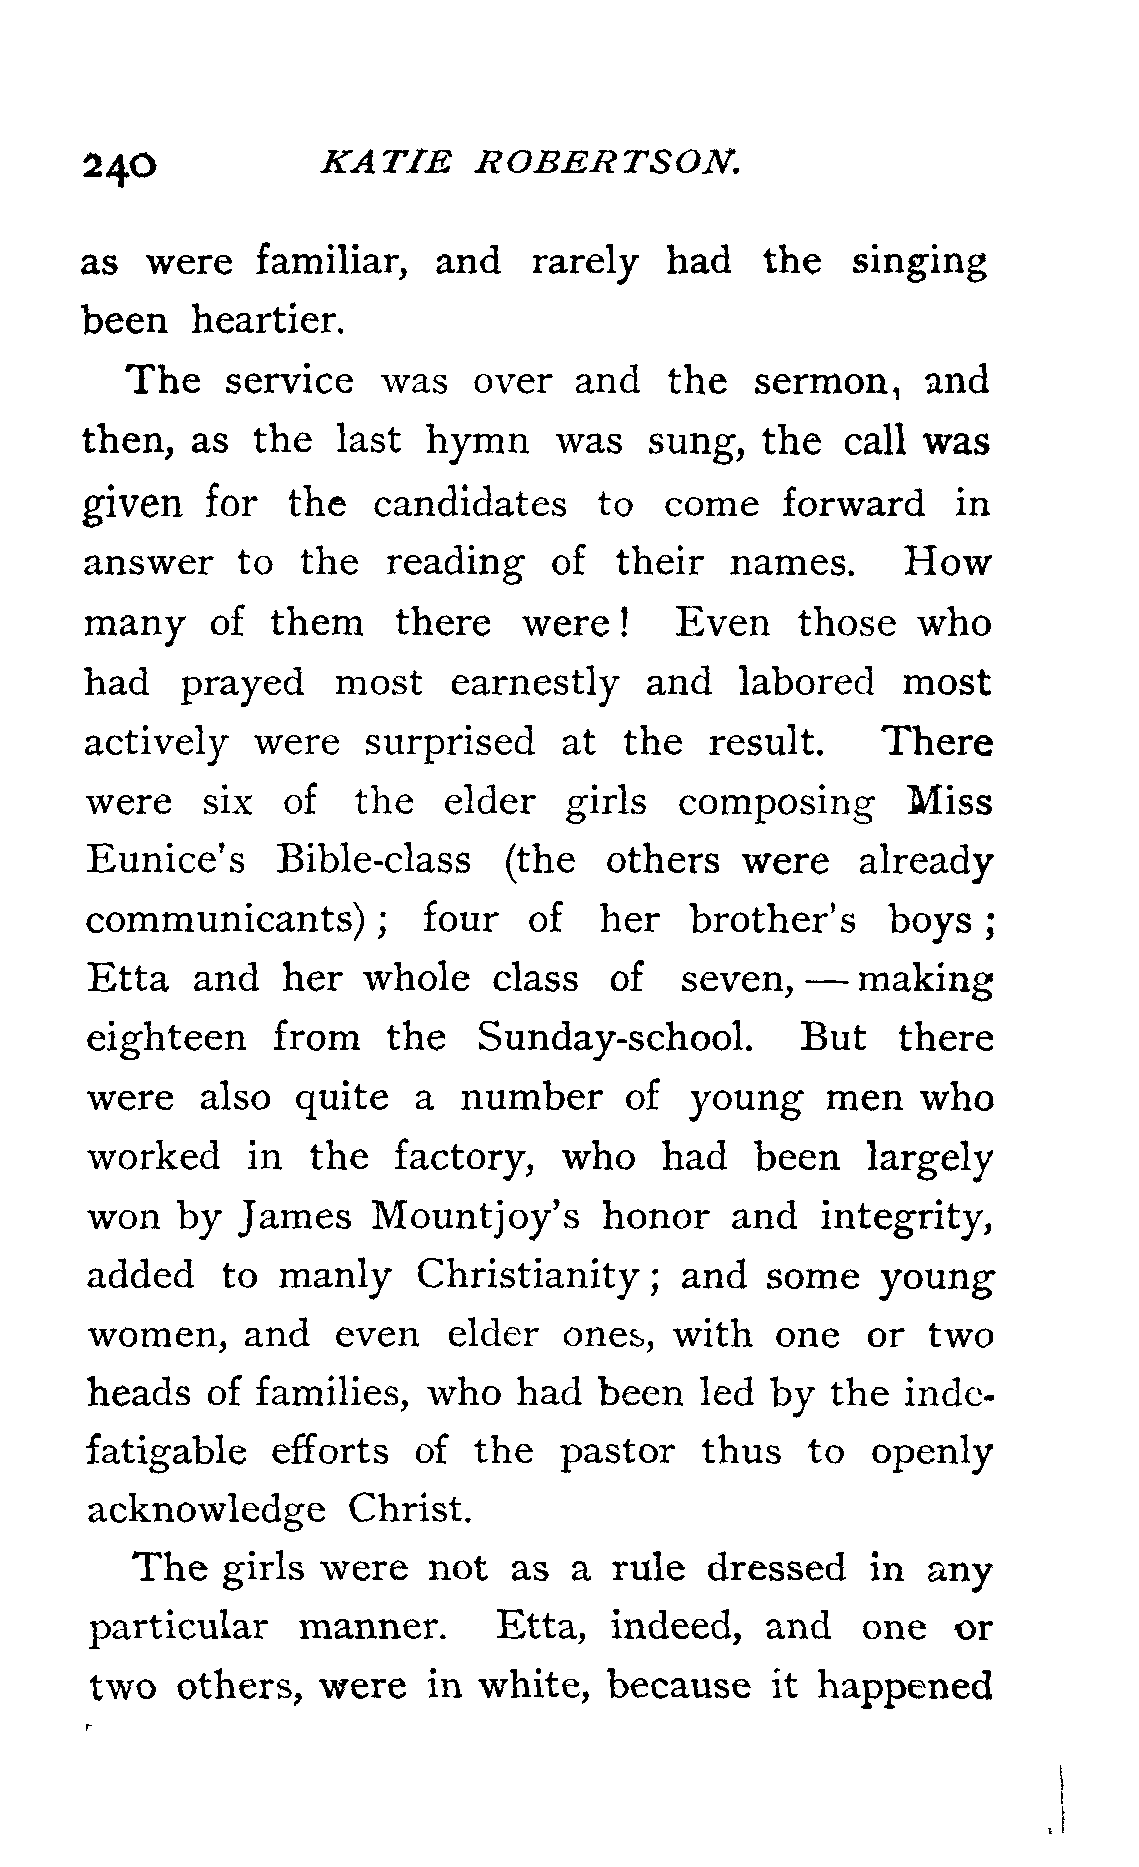 240 KATIE ROBERTSON.
as were familiar, and rarely had the singing
been heartier.
The service was over and the sermon, and
then, as the last hymn was sung, the call was
given for the candidates to come forward in
answer to the reading of their names. How
many of them there were! Even those who
had prayed most earnestly and labored most
actively were surprised at the result. There
were six of the elder girls composing Miss
Eunice's Bible-class (the others were already
communicants); four of her brother's boys;
Etta and her whole class of seven, — making
eighteen from the Sunday-school. But there
were also quite a number of young men who
worked in the factory, who had been largely
won by James Mountjoy's honor and integrity,
added to manly Christianity; and some young
women, and even elder ones, with one or two
heads of families, who had been led by the inde-
fatigable efforts of the pastor thus to openly
acknowledge Christ.
The girls were not as a rule dressed in any
particular manner. Etta, indeed, and one or
two others, were in white, because it happened